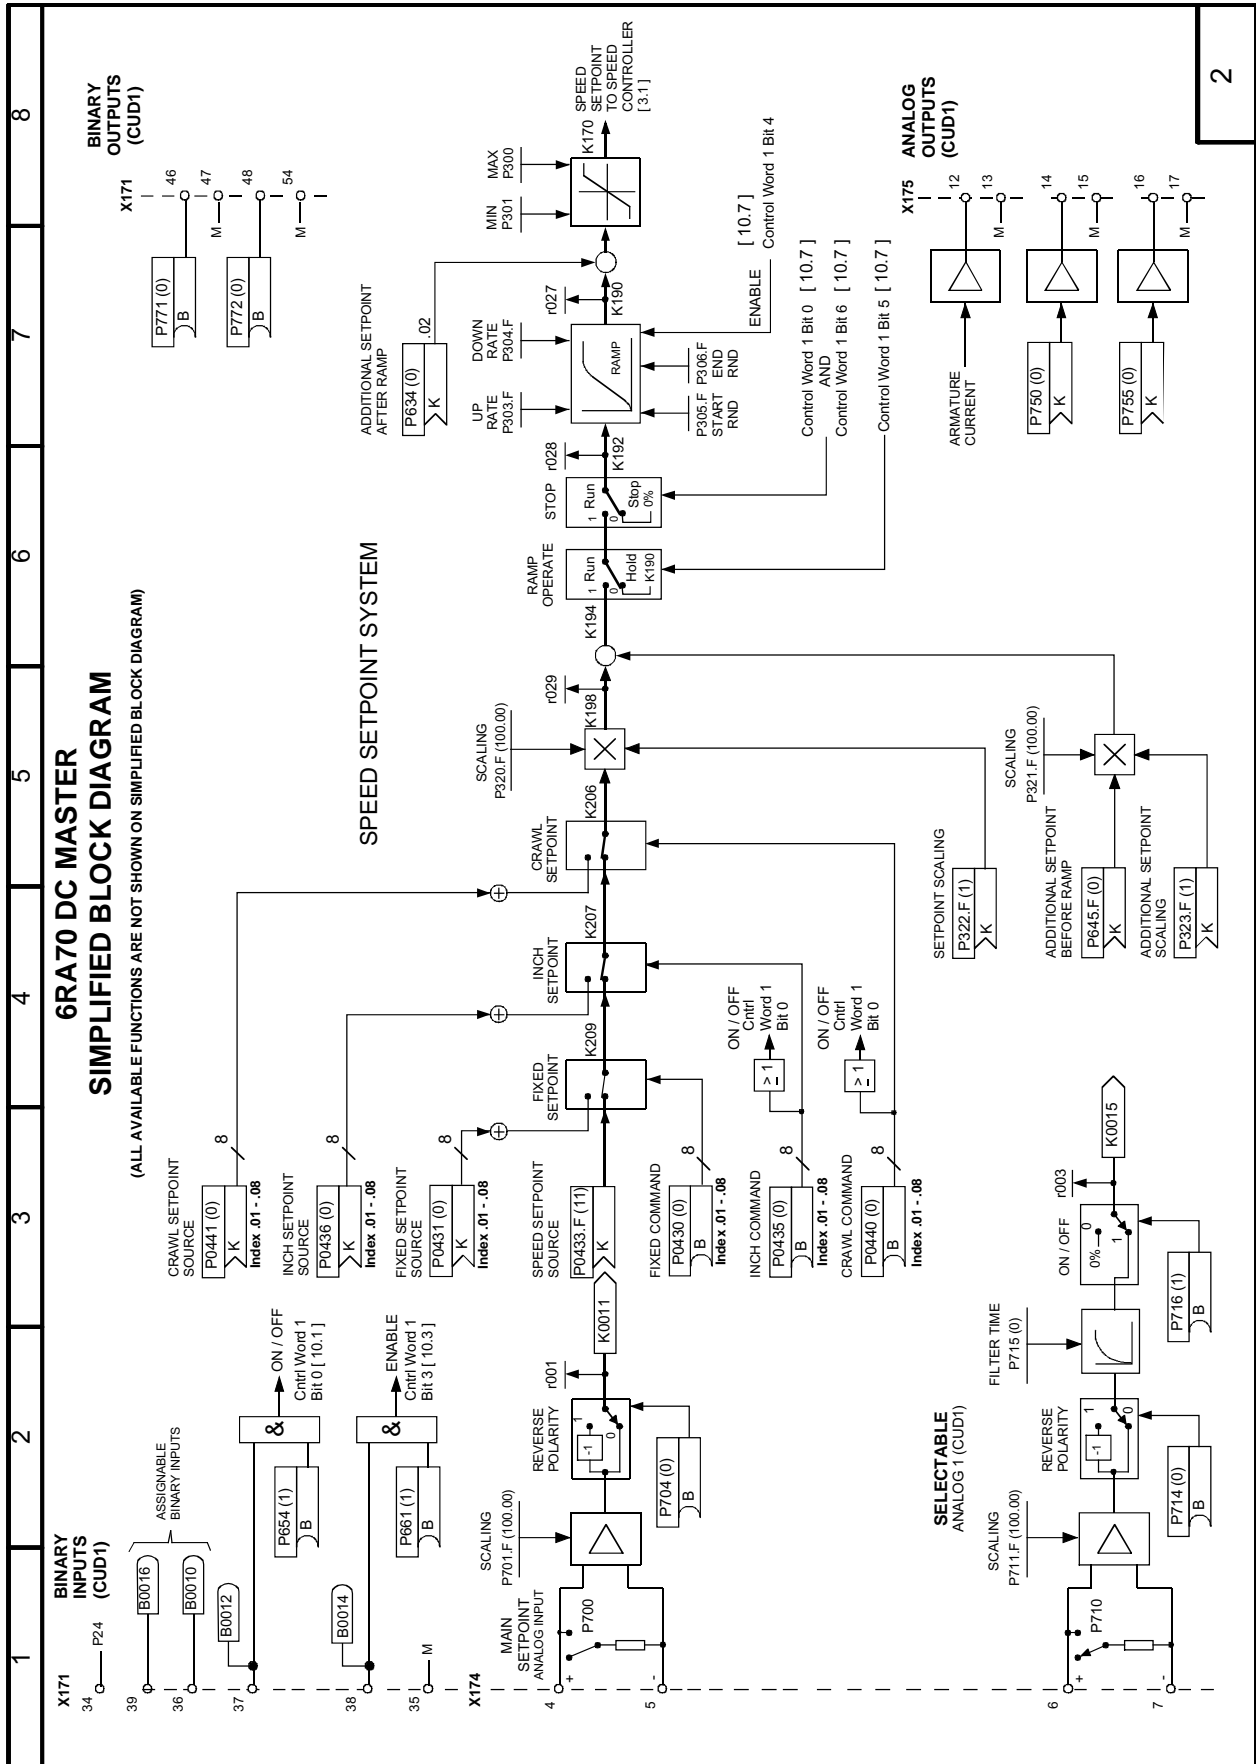 1
2
3
4
5
6
7
8
6RA70 DC MASTER
SIMPLIFIED BLOCK DIAGRAM
(ALL AVAILABLE FUNCTIONS ARE NOT SHOWN ON SIMPLIFIED BLOCK DIAGRAM)
SPEED SETPOINT SYSTEM
BINARY
INPUTS
(CUD1)
X171
34
P24
39
B0016
36
B0010
ASSIGNABLE
BINARY INPUTS
37
B0012
P654 (1)
B
&
ON / OFF
Cntrl Word 1
Bit 0 [ 10.1 ]
38
B0014
P661 (1)
B
&
ENABLE
Cntrl Word 1
Bit 3 [ 10.3 ]
35
M
X174
MAIN
SETPOINT
ANALOG INPUT
4
+
P700
5
-
SCALING
P701.F (100.00)
REVERSE
POLARITY
-1
1
0
P704 (0)
B
r001
K0011
CRAWL SETPOINT
SOURCE
P0441 (0)
K
Index .01 - .08
8
INCH SETPOINT
SOURCE
P0436 (0)
K
Index .01 - .08
8
FIXED SETPOINT
SOURCE
P0431 (0)
K
Index .01 - .08
8
SPEED SETPOINT
SOURCE
P0433.F (11)
K
FIXED COMMAND
P0430 (0)
B
Index .01 - .08
8
INCH COMMAND
P0435 (0)
B
Index .01 - .08
8
CRAWL COMMAND
P0440 (0)
B
Index .01 - .08
8
> 1
ON / OFF
Cntrl
Word 1
Bit 0
> 1
ON / OFF
Cntrl
Word 1
Bit 0
FIXED
SETPOINT
K209
INCH
SETPOINT
K207
CRAWL
SETPOINT
K206
SCALING
P320.F (100.00)
K198
r029
SETPOINT SCALING
P322.F (1)
K
ADDITIONAL SETPOINT
BEFORE RAMP
P645.F (0)
K
ADDITIONAL SETPOINT
SCALING
P323.F (1)
K
SCALING
P321.F (100.00)
K194
RAMP
OPERATE
1
Run
0
Hold
K190
STOP
1
Run
0
Stop
0%
r028
K192
UP
RATE
P303.F
DOWN
RATE
P304.F
RAMP
P305.F
START
RND
P306.F
END
RND
ENABLE
[ 10.7 ]
Control Word 1 Bit 4
Control Word 1 Bit 0 [ 10.7 ]
AND
Control Word 1 Bit 6 [ 10.7 ]
Control Word 1 Bit 5 [ 10.7 ]
r027
K190
ADDITIONAL SETPOINT
AFTER RAMP
P634 (0)
K
.02
MIN
P301
MAX
P300
K170
SPEED
SETPOINT
TO SPEED
CONTROLLER
[ 3.1 ]
BINARY
OUTPUTS
(CUD1)
X171
P771 (0)
B
46
M
47
P772 (0)
B
48
M
54
ANALOG
OUTPUTS
(CUD1)
X175
ARMATURE
CURRENT
12
M
13
P750 (0)
K
14
M
15
P755 (0)
K
16
M
17
SELECTABLE
ANALOG 1 (CUD1)
6
+
P710
7
-
SCALING
P711.F (100.00)
REVERSE
POLARITY
-1
1
0
P714 (0)
B
FILTER TIME
P715 (0)
ON / OFF
0%
0
1
P716 (1)
B
r003
K0015
2